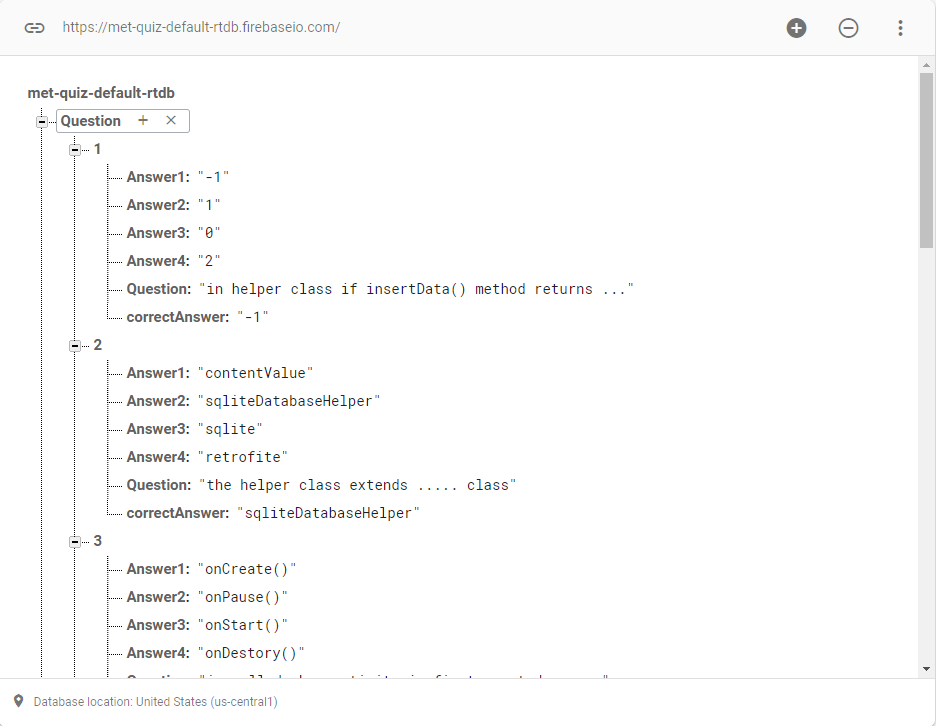 https://met-quiz-default-rtdb.firebaseio.com/
met-quiz-default-rtdb
Question
1
Answer1: "-1"
Answer2: "1"
Answer3: "0"
Answer4: "2"
Question: "in helper class if insertData() method returns ..."
correctAnswer: "-1"
2
Answer1: "contentValue"
Answer2: "sqliteDatabaseHelper"
Answer3: "sqlite"
Answer4: "retrofite"
Question: "the helper class extends ..... class"
correctAnswer: "sqliteDatabaseHelper"
3
Answer1: "onCreate()"
Answer2: "onPause()"
Answer3: "onStart()"
Answer4: "onDestory()"
Database location: United States (us-central1)